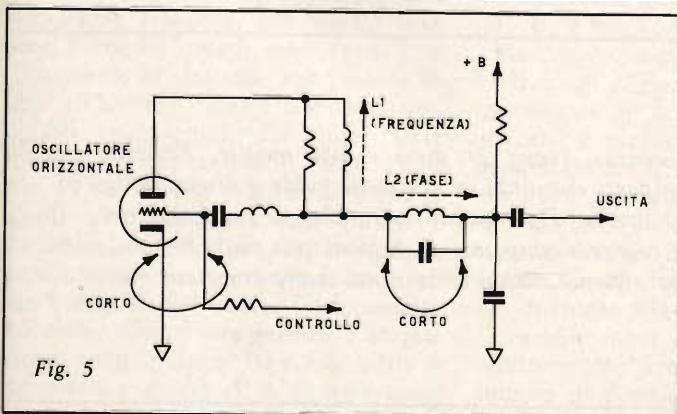 + B
L1
(FREQUENZA)
OSCILLATORE
ORIZZONTALE
L2 (FASE)
USCITA
CORTO
CONTROLLO
CORTO
Fig. 5